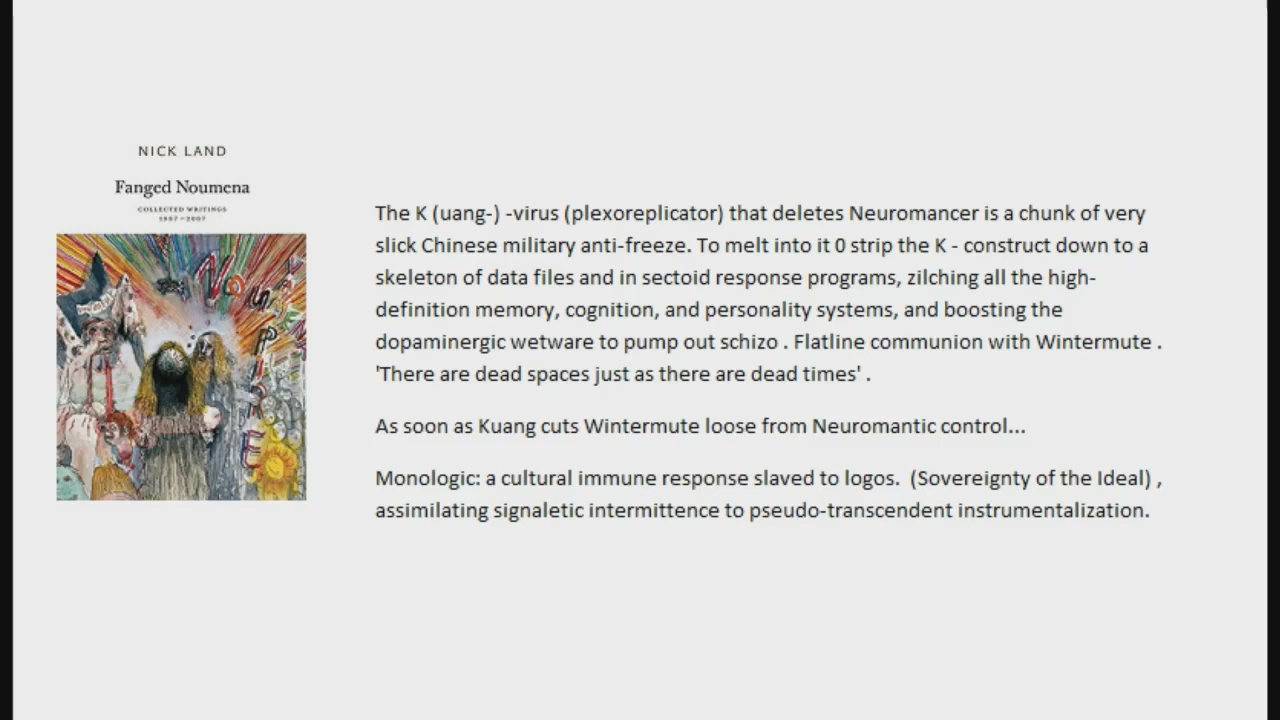 NICK LAND
Fanged Noumena
COLLECTED WRITINGS
1987–2007
The K (uang-) -virus (plexoreplicator) that deletes Neuromancer is a chunk of very
slick Chinese military anti-freeze. To melt into it 0 strip the K - construct down to a
skeleton of data files and in sectoid response programs, zilching all the high-
definition memory, cognition, and personality systems, and boosting the
dopaminergic wetware to pump out schizo . Flatline communion with Wintermute .
'There are dead spaces just as there are dead times' .
As soon as Kuang cuts Wintermute loose from Neuromantic control...
Monologic: a cultural immune response slaved to logos.  (Sovereignty of the Ideal) ,
assimilating signaletic intermittence to pseudo-transcendent instrumentalization.